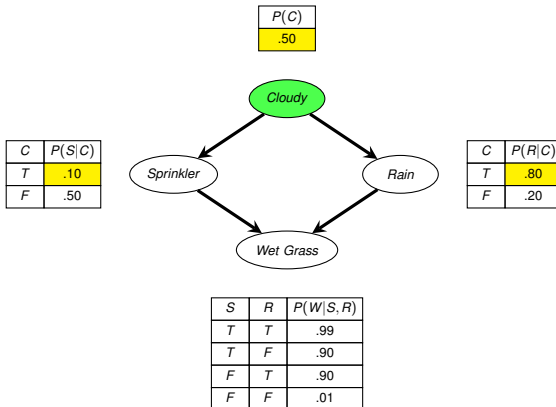 P(C)
.50
Cloudy
C P(S|C)
T .10
F .50
Sprinkler
Rain
C P(R|C)
T .80
F .20
Wet Grass
S R P(W|S, R)
T T .99
T F .90
F T .90
F F .01